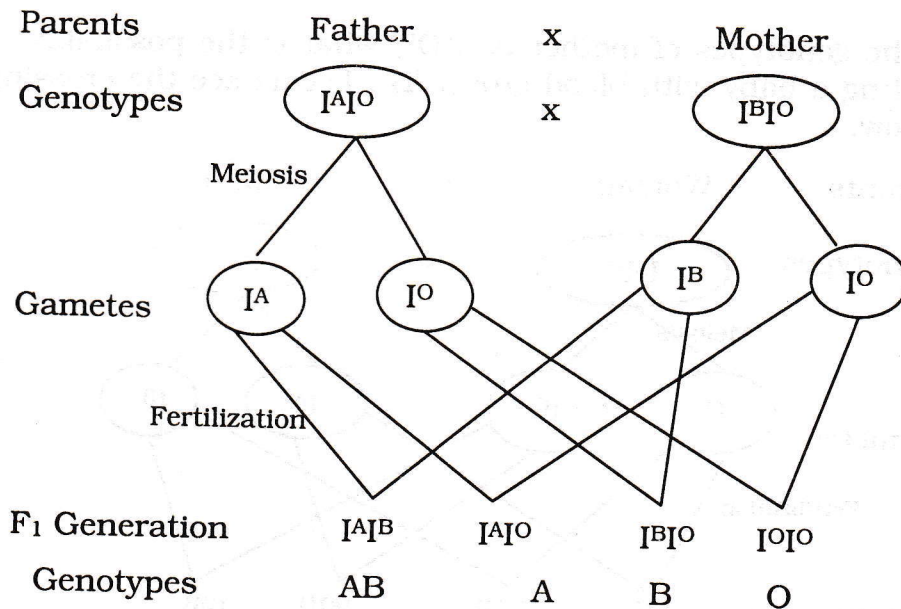 Parents Father x Mother
Genotypes IᴬIᴼ x IᴮIᴼ
Meiosis
Gametes Iᴬ Iᴼ Iᴮ Iᴼ
Fertilization
F₁ Generation IᴬIᴮ IᴬIᴼ IᴮIᴼ IᴼIᴼ
Genotypes AB A B O